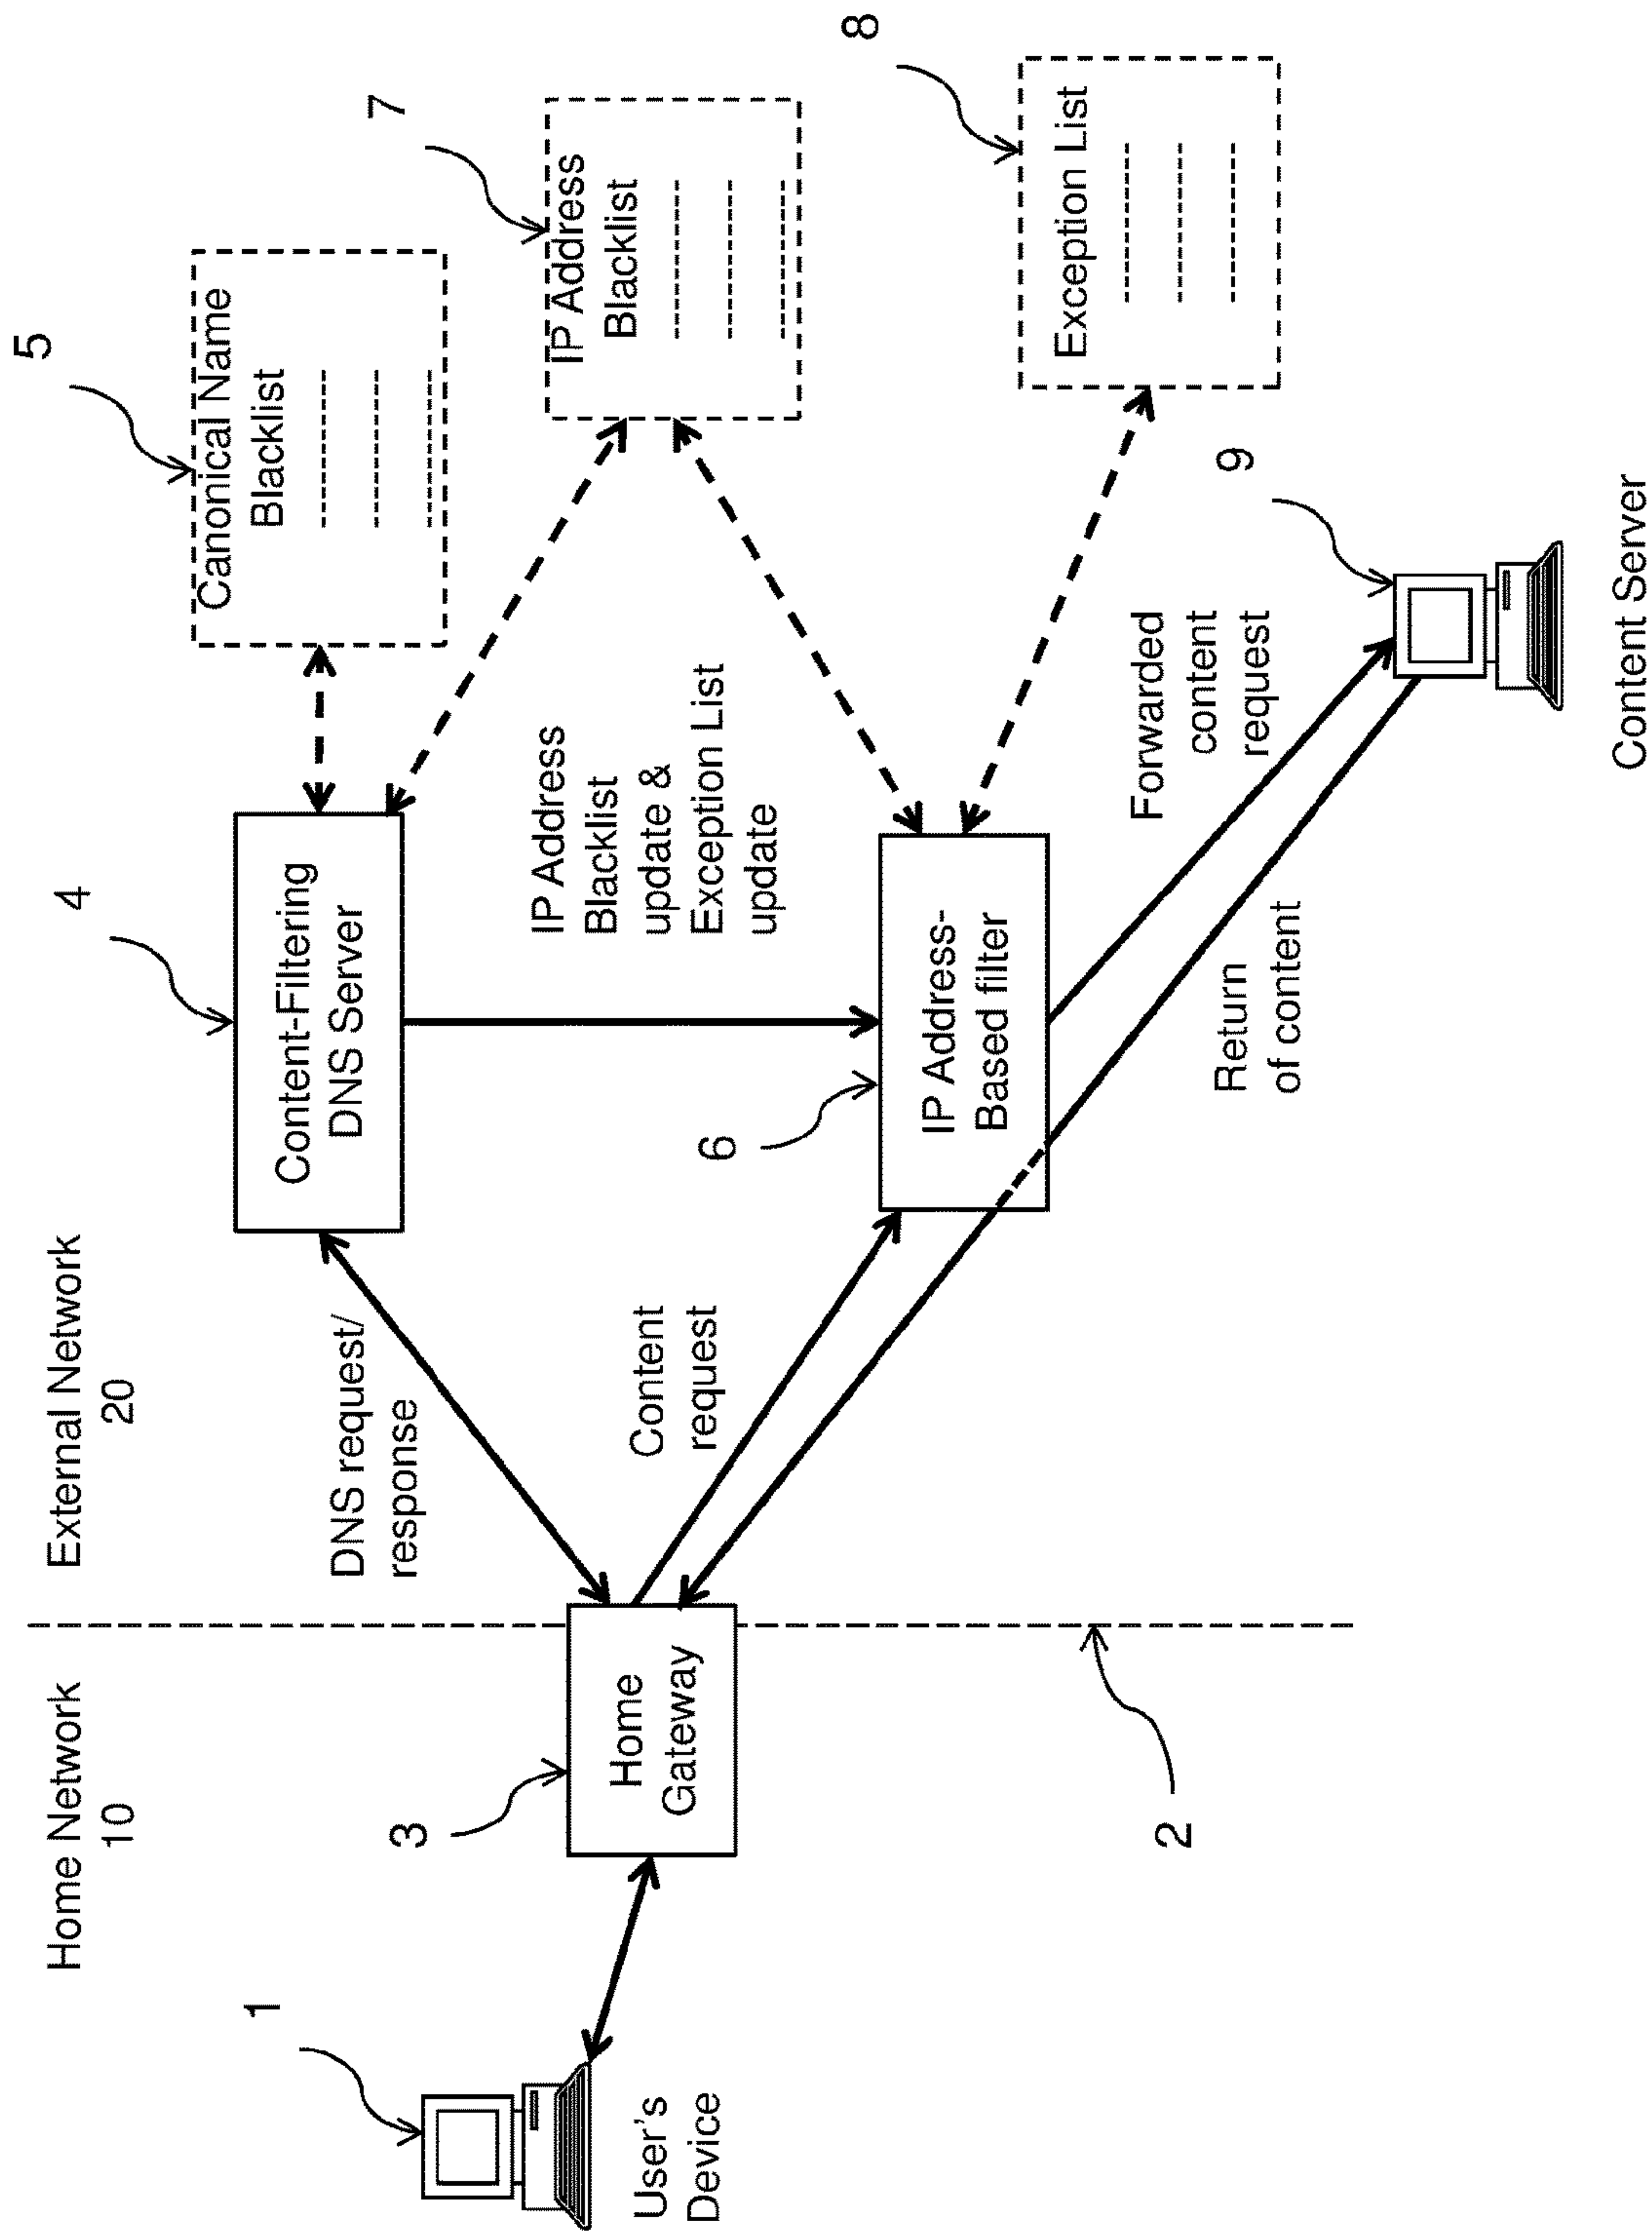 Home Network
10
External Network
20
1
User's
Device
3
Home
Gateway
2
DNS request/
response
Content
request
4
Content-Filtering
DNS Server
5
Canonical Name
Blacklist
IP Address
Blacklist
update &
Exception List
update
7
IP Address
Blacklist
6
IP Address-
Based filter
8
Exception List
Forwarded
content
request
Return
of content
9
Content Server